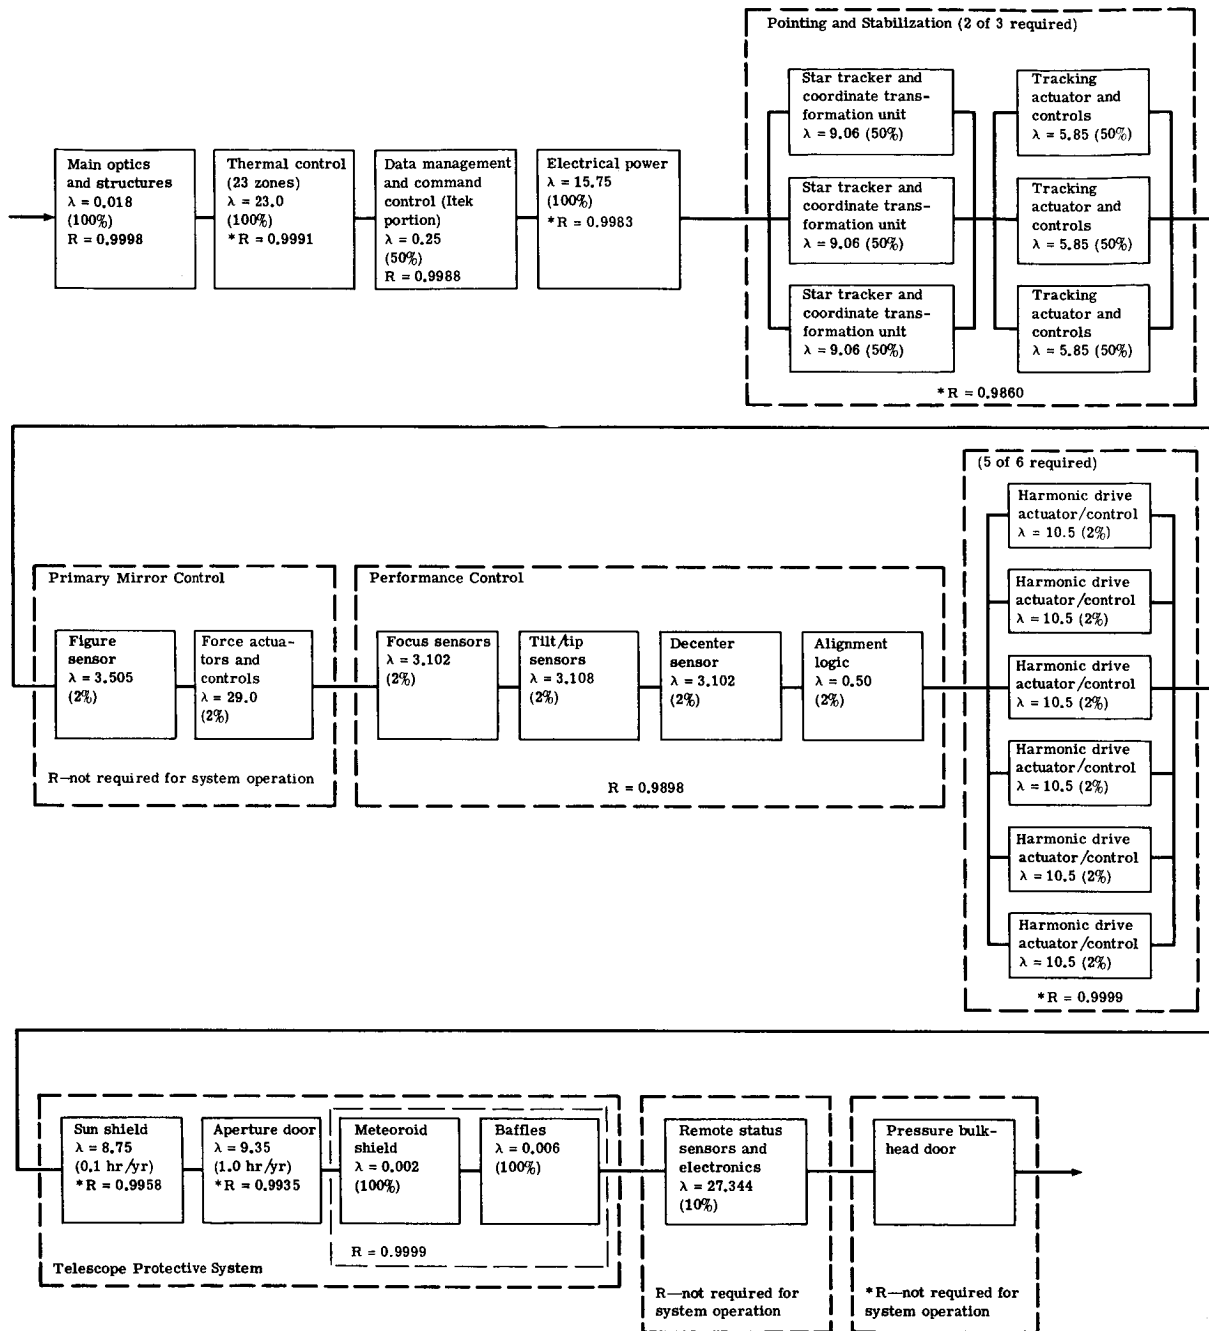 Pointing and Stabilization (2 of 3 required)
Main optics
and structures
λ = 0.018
(100%)
R = 0.9998
Thermal control
(23 zones)
λ = 23.0
(100%)
*R = 0.9991
Data management
and command
control (Itek
portion)
λ = 0.25
(50%)
R = 0.9988
Electrical power
λ = 15.75
(100%)
*R = 0.9983
Star tracker and
coordinate trans-
formation unit
λ = 9.06 (50%)
Star tracker and
coordinate trans-
formation unit
λ = 9.06 (50%)
Star tracker and
coordinate trans-
formation unit
λ = 9.06 (50%)
Tracking
actuator and
controls
λ = 5.85 (50%)
Tracking
actuator and
controls
λ = 5.85 (50%)
Tracking
actuator and
controls
λ = 5.85 (50%)
*R = 0.9860
Primary Mirror Control
Figure
sensor
λ = 3.505
(2%)
Force actua-
tors and
controls
λ = 29.0
(2%)
R—not required for system operation
Performance Control
Focus sensors
λ = 3.102
(2%)
Tilt/tip
sensors
λ = 3.108
(2%)
Decenter
sensor
λ = 3.102
(2%)
Alignment
logic
λ = 0.50
(2%)
R = 0.9898
(5 of 6 required)
Harmonic drive
actuator/control
λ = 10.5 (2%)
Harmonic drive
actuator/control
λ = 10.5 (2%)
Harmonic drive
actuator/control
λ = 10.5 (2%)
Harmonic drive
actuator/control
λ = 10.5 (2%)
Harmonic drive
actuator/control
λ = 10.5 (2%)
Harmonic drive
actuator/control
λ = 10.5 (2%)
*R = 0.9999
Sun shield
λ = 8.75
(0.1 hr/yr)
*R = 0.9958
Aperture door
λ = 9.35
(1.0 hr/yr)
*R = 0.9935
Meteoroid
shield
λ = 0.002
(100%)
Baffles
λ = 0.006
(100%)
R = 0.9999
Telescope Protective System
Remote status
sensors and
electronics
λ = 27.344
(10%)
R—not required for
system operation
Pressure bulk-
head door
*R—not required for
system operation